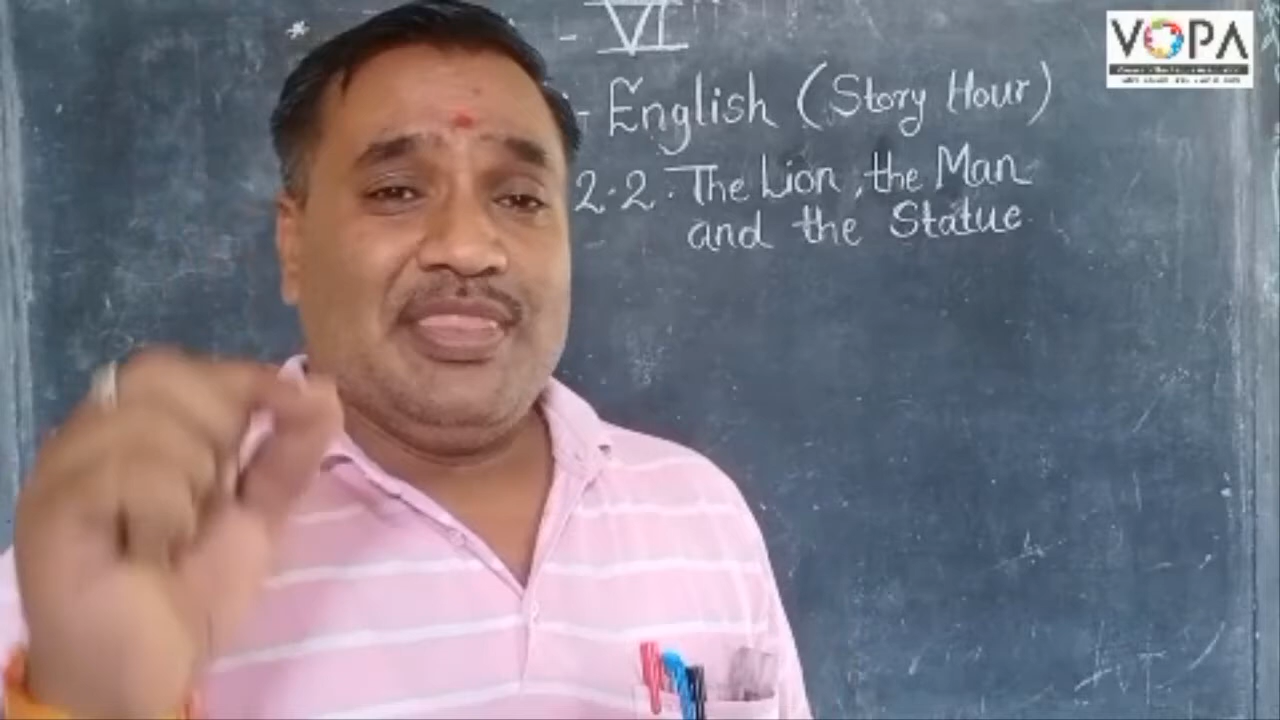 * - VI
- English (Story Hour)
2.2. The Lion, the Man
and the Statue
VOPA